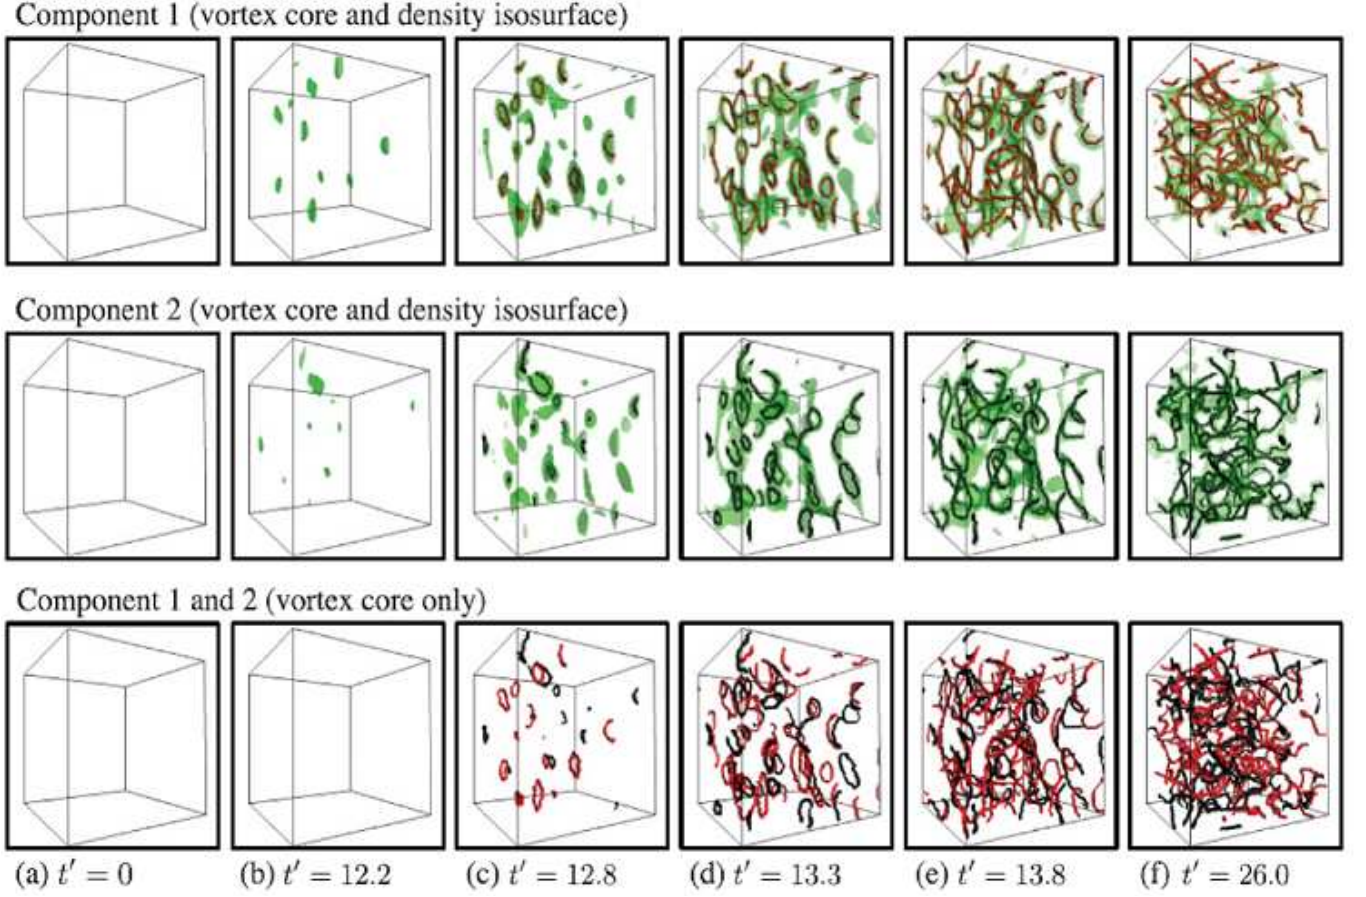 Component 1 (vortex core and density isosurface)
Component 2 (vortex core and density isosurface)
Component 1 and 2 (vortex core only)
(a) t′ = 0 (b) t′ = 12.2 (c) t′ = 12.8 (d) t′ = 13.3 (e) t′ = 13.8 (f) t′ = 26.0